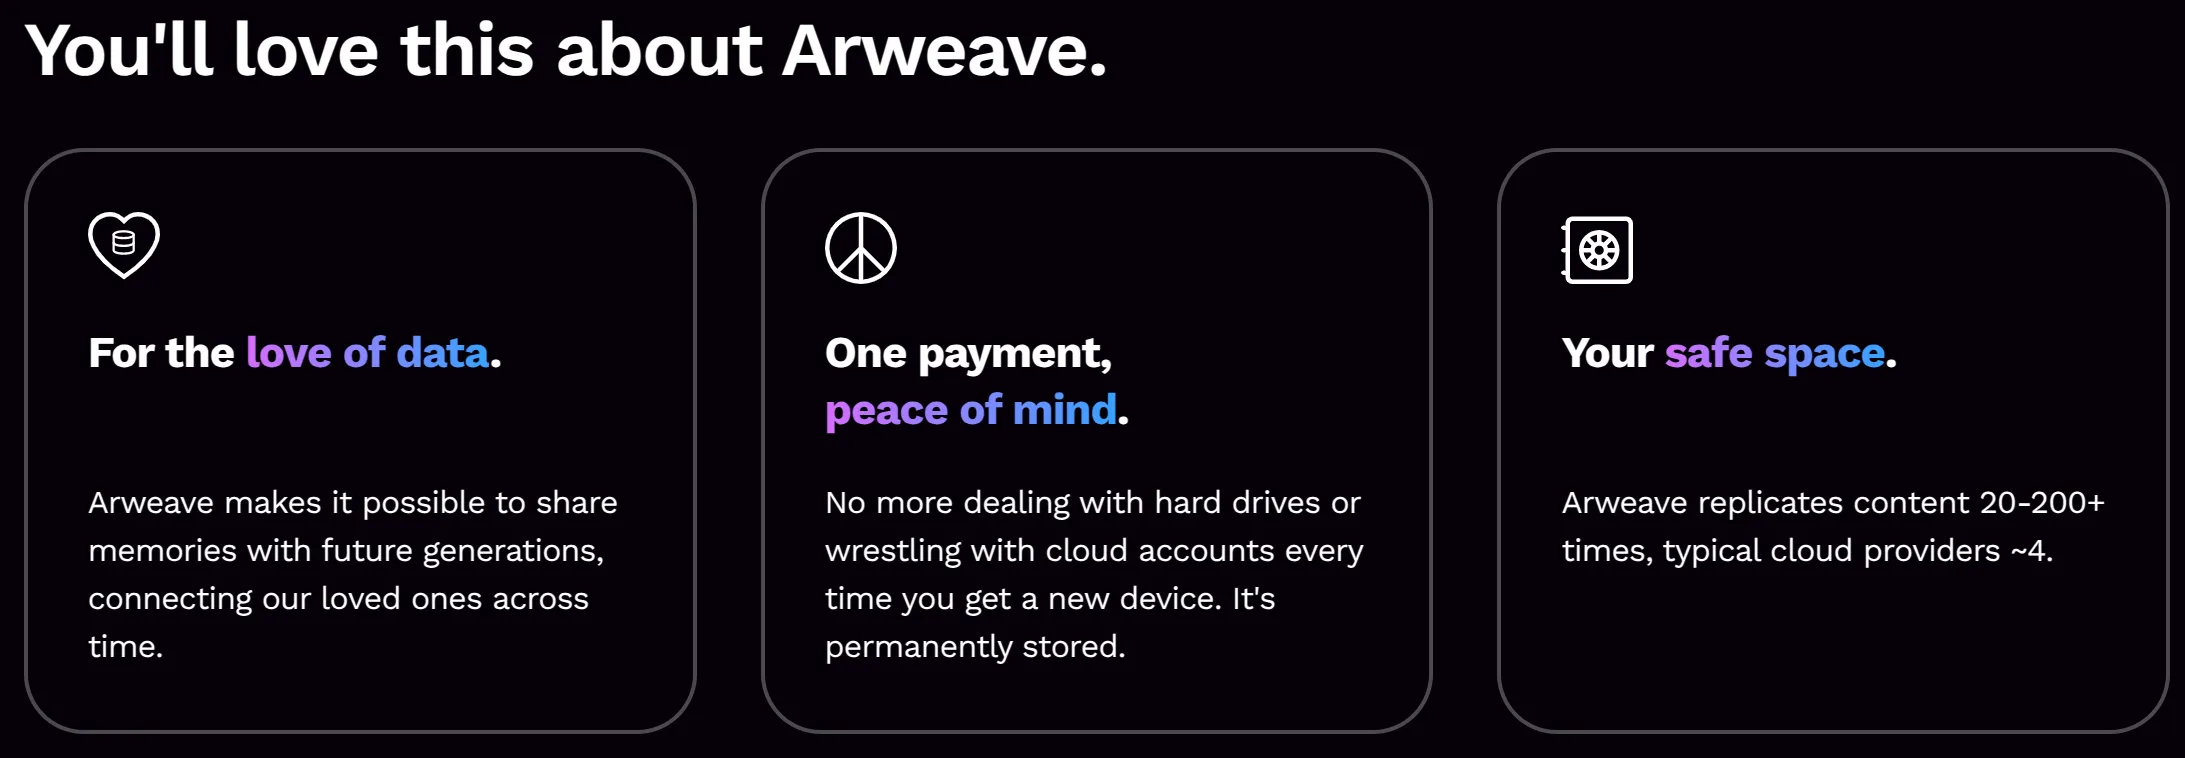 You'll love this about Arweave.
For the love of data.
Arweave makes it possible to share
memories with future generations,
connecting our loved ones across
time.
One payment,
peace of mind.
No more dealing with hard drives or
wrestling with cloud accounts every
time you get a new device. It's
permanently stored.
Your safe space.
Arweave replicates content 20-200+
times, typical cloud providers ~4.